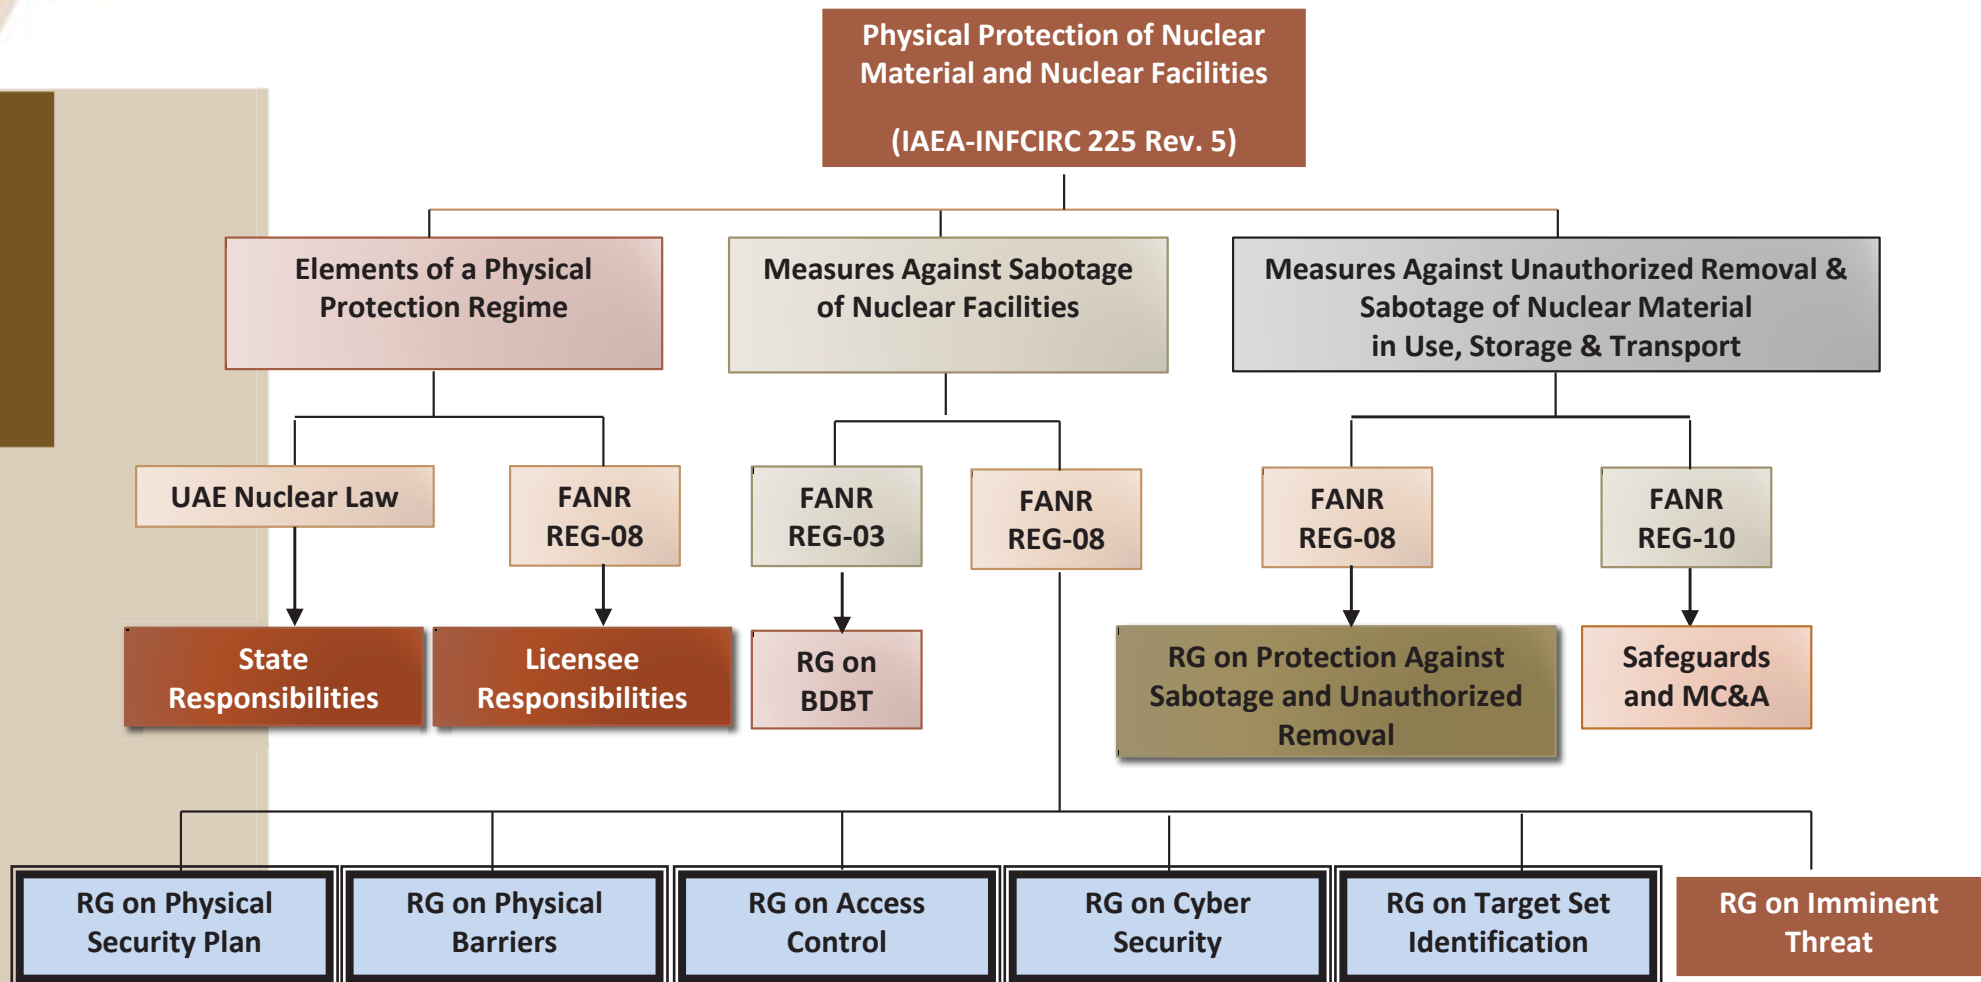 Physical Protection of Nuclear
Material and Nuclear Facilities
(IAEA-INFCIRC 225 Rev. 5)
Elements of a Physical
Protection Regime
Measures Against Sabotage
of Nuclear Facilities
Measures Against Unauthorized Removal &
Sabotage of Nuclear Material
in Use, Storage & Transport
UAE Nuclear Law
FANR
REG-08
FANR
REG-03
FANR
REG-08
FANR
REG-08
FANR
REG-10
State
Responsibilities
Licensee
Responsibilities
RG on
BDBT
RG on Protection Against
Sabotage and Unauthorized
Removal
Safeguards
and MC&A
RG on Physical
Security Plan
RG on Physical
Barriers
RG on Access
Control
RG on Cyber
Security
RG on Target Set
Identification
RG on Imminent
Threat